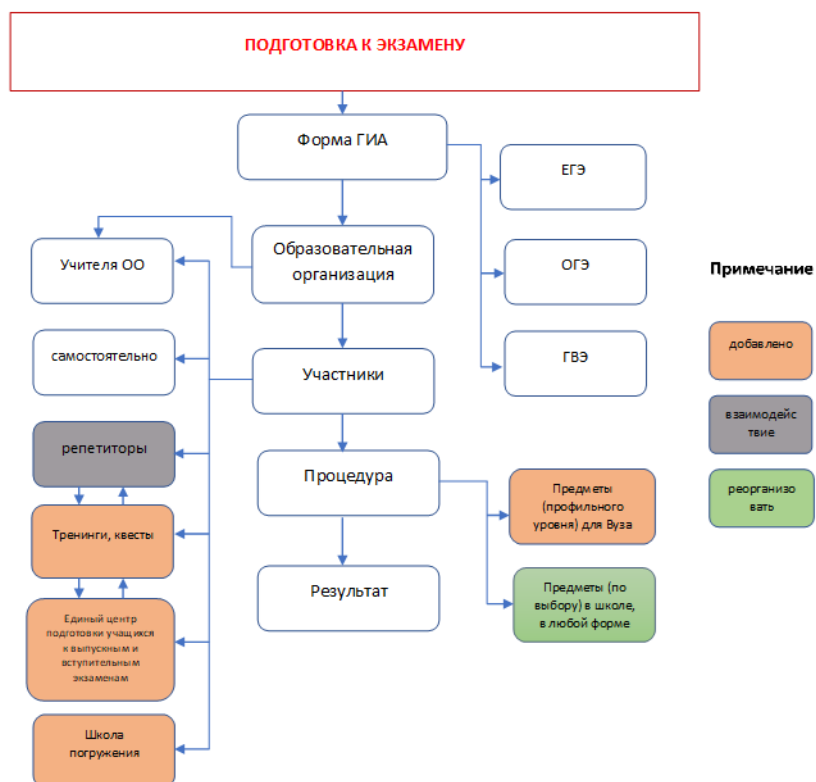 ПОДГОТОВКА К ЭКЗАМЕНУ
Форма ГИА
ЕГЭ
ОГЭ
ГВЭ
Образовательная
организация
Учителя ОО
самостоятельно
Участники
репетиторы
Тренинги, квесты
Единый центр
подготовки учащихся
к выпускным и
вступительным
экзаменам
Школа
погружения
Процедура
Предметы
(профильного
уровня) для Вуза
Предметы (по
выбору) в школе,
в любой форме
Результат
Примечание
добавлено
взаимодейс
твие
реорганизо
вать